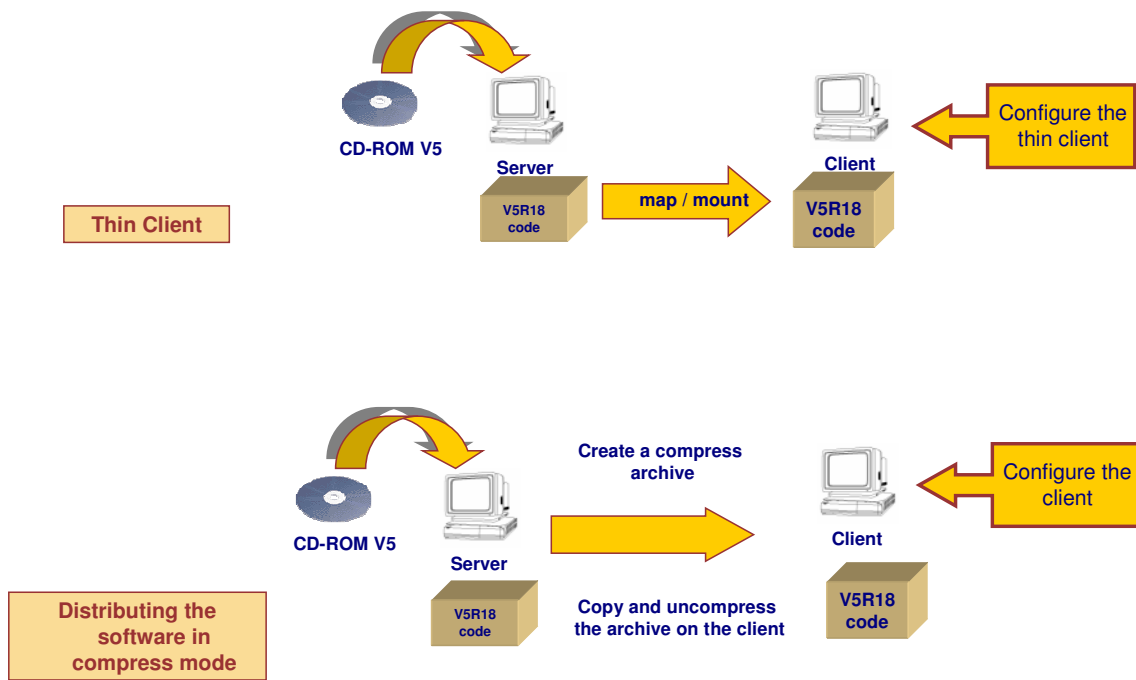 CD-ROM V5
Server
V5R18
code
map / mount
Client
V5R18
code
Configure the
thin client
Thin Client
CD-ROM V5
Server
V5R18
code
Create a compress
archive
Copy and uncompress
the archive on the client
Client
V5R18
code
Configure the
client
Distributing the
software in
compress mode